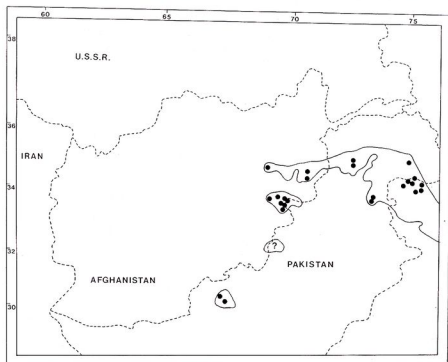 60 65 70 75
38
U.S.S.R.
36
IRAN
34
32
?
PAKISTAN
AFGHANISTAN
30